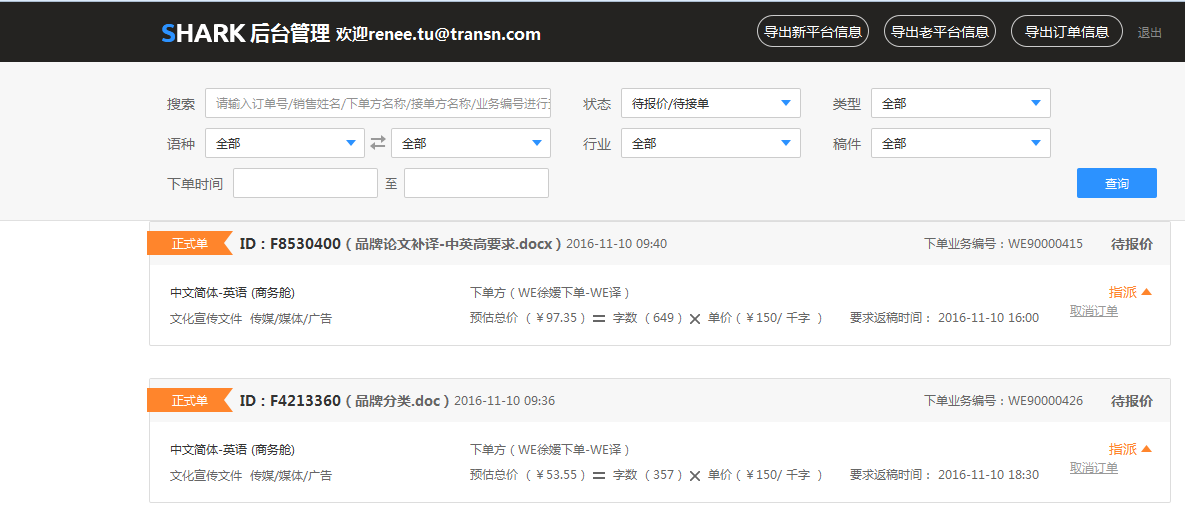 SHARK 后台管理 欢迎renee.tu@transn.com 导出新平台信息 导出老平台信息 导出订单信息 退出
搜索 请输入订单号/销售姓名/下单方名称/接单方名称/业务编号进行 状态 待报价/待接单 类型 全部
语种 全部 全部 行业 全部 稿件 全部
下单时间 至 查询
正式单 ID：F8530400（品牌论文补译-中英高要求.docx）2016-11-10 09:40 下单业务编号：WE90000415 待报价
中文简体-英语 (商务舱) 下单方（WE徐嫒下单-WE译） 指派
文化宣传文件 传媒/媒体/广告 预估总价 （￥97.35）= 字数 （649）× 单价（￥150/ 千字 ） 要求返稿时间： 2016-11-10 16:00 取消订单
正式单 ID：F4213360（品牌分类.doc）2016-11-10 09:36 下单业务编号：WE90000426 待报价
中文简体-英语 (商务舱) 下单方（WE徐嫒下单-WE译） 指派
文化宣传文件 传媒/媒体/广告 预估总价 （￥53.55）= 字数 （357）× 单价（￥150/ 千字 ） 要求返稿时间： 2016-11-10 18:30 取消订单